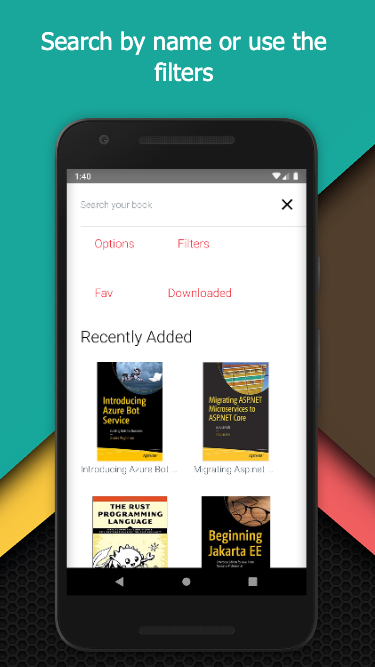 Search by name or use the
filters
1:40
Search your book
Options Filters
Fav Downloaded
Recently Added
Introducing
Azure Bot
Service
Migrating
ASP.NET
Microservices to
ASP.NET Core
Introducing Azure Bot ...
Migrating Asp.net ...
THE RUST
PROGRAMMING
LANGUAGE
Beginning
Jakarta EE